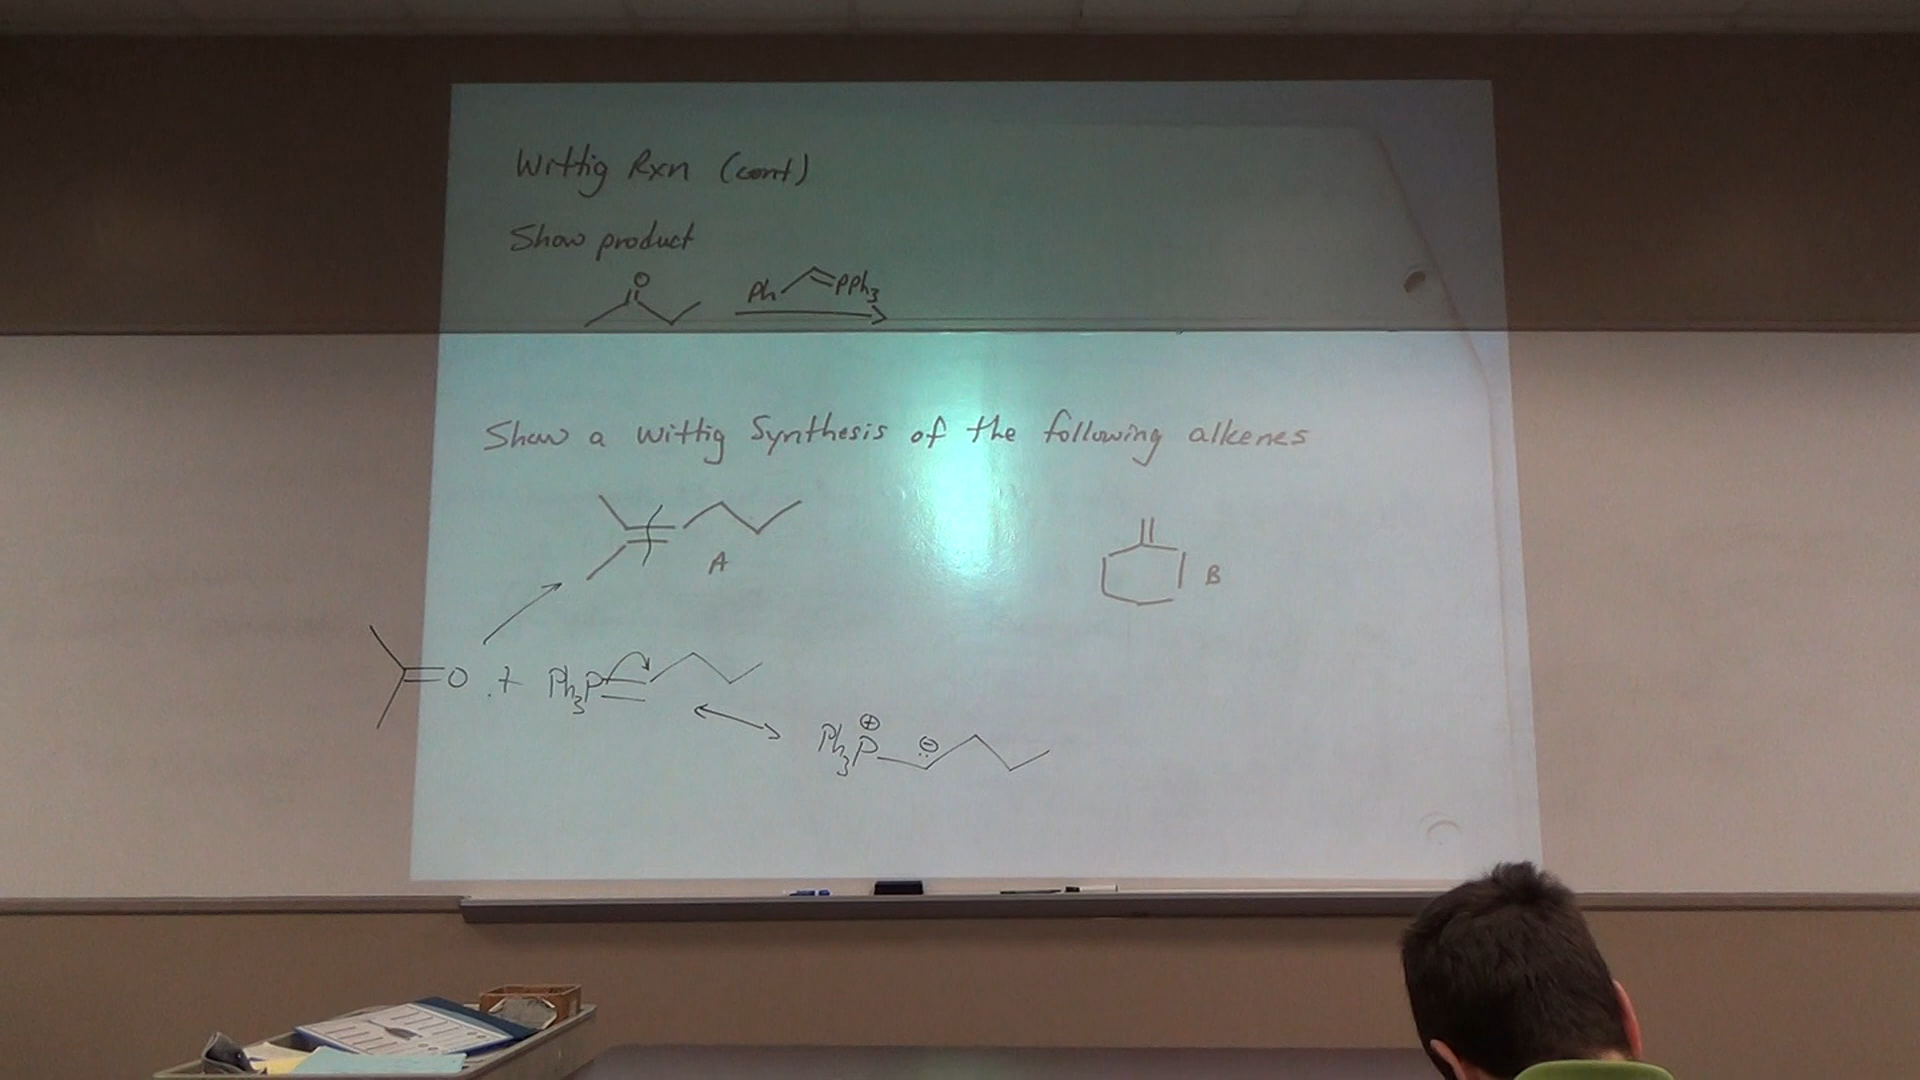 Wittig Rxn (cont)
Show product
O
Ph PPh3
Show a Wittig Synthesis of the following alkenes
A
B
O + Ph3P
Ph3P ⊕ ⊖